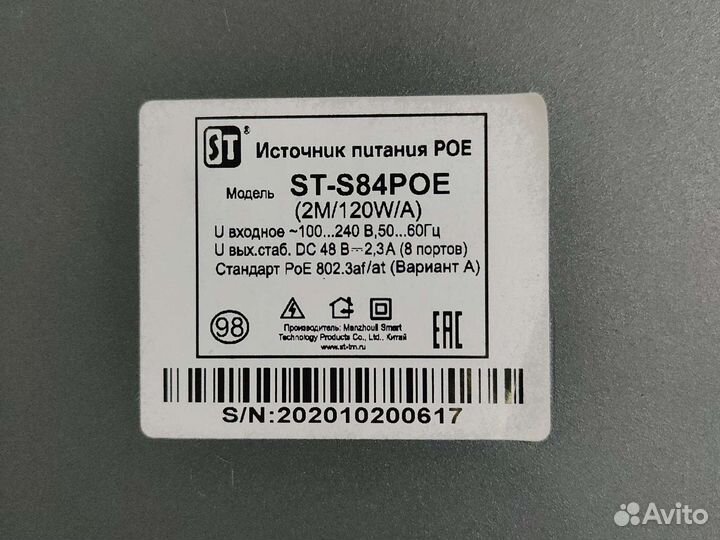 ST® Источник питания POE
Модель ST-S84POE
(2M/120W/A)
U входное ~100...240 В,50...60Гц
U вых.стаб. DC 48 В⎓2,3А (8 портов)
Стандарт PoE 802.3af/at (Вариант А)
98
Производитель: Manzhouli Smart
Technology Products Co., Ltd., Китай
www.st-tm.ru
EAC
S/N:202010200617
Avito